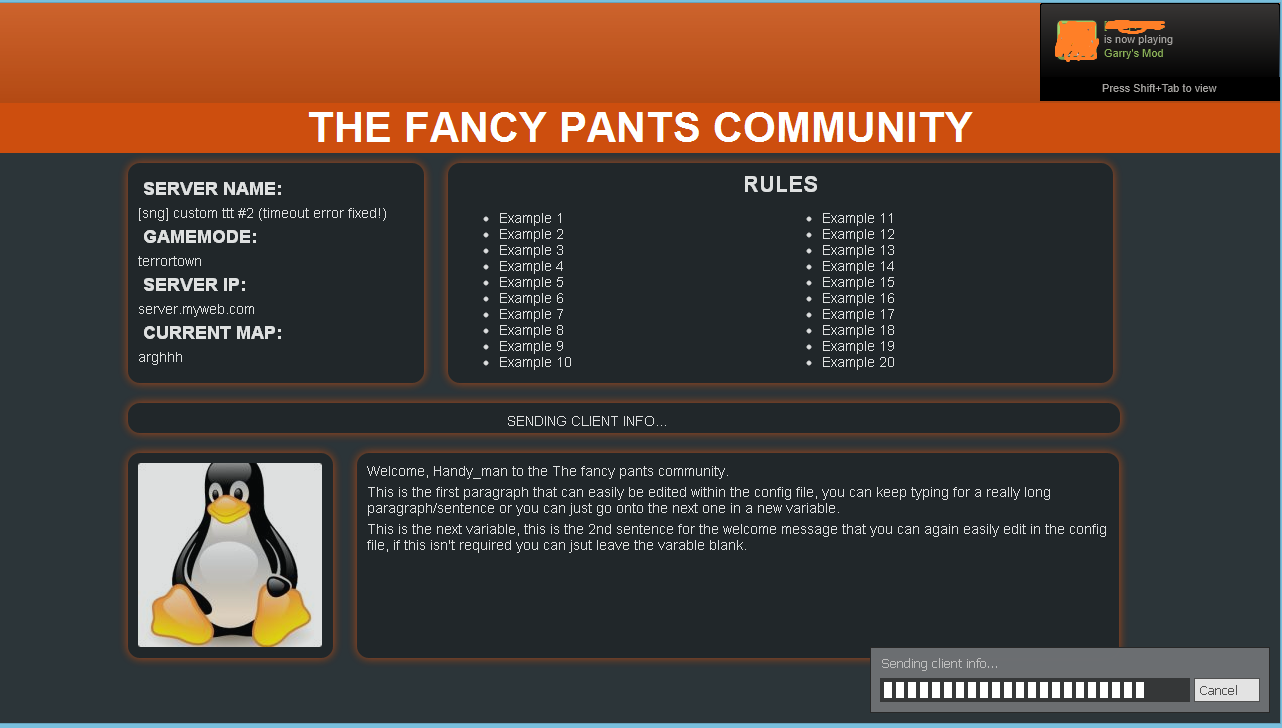 is now playing
Garry's Mod
Press Shift+Tab to view
THE FANCY PANTS COMMUNITY
SERVER NAME:
[sng] custom ttt #2 (timeout error fixed!)
GAMEMODE:
terrortown
SERVER IP:
server.myweb.com
CURRENT MAP:
arghhh
RULES
Example 1
Example 2
Example 3
Example 4
Example 5
Example 6
Example 7
Example 8
Example 9
Example 10
Example 11
Example 12
Example 13
Example 14
Example 15
Example 16
Example 17
Example 18
Example 19
Example 20
SENDING CLIENT INFO...
Welcome, Handy_man to the The fancy pants community.
This is the first paragraph that can easily be edited within the config file, you can keep typing for a really long
paragraph/sentence or you can just go onto the next one in a new variable.
This is the next variable, this is the 2nd sentence for the welcome message that you can again easily edit in the config
file, if this isn't required you can jsut leave the varable blank.
Sending client info...
Cancel